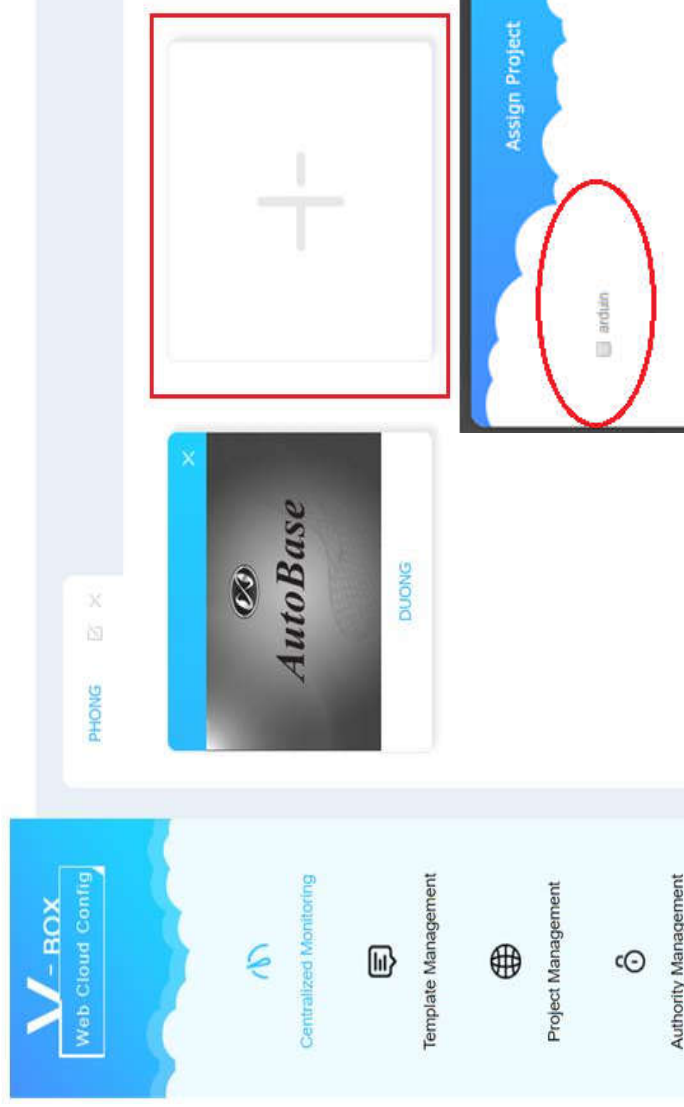 V-BOX
Web Cloud Config
Centralized Monitoring
Template Management
Project Management
Authority Management
PHONG
AutoBase
DUONG
Assign Project
arduin